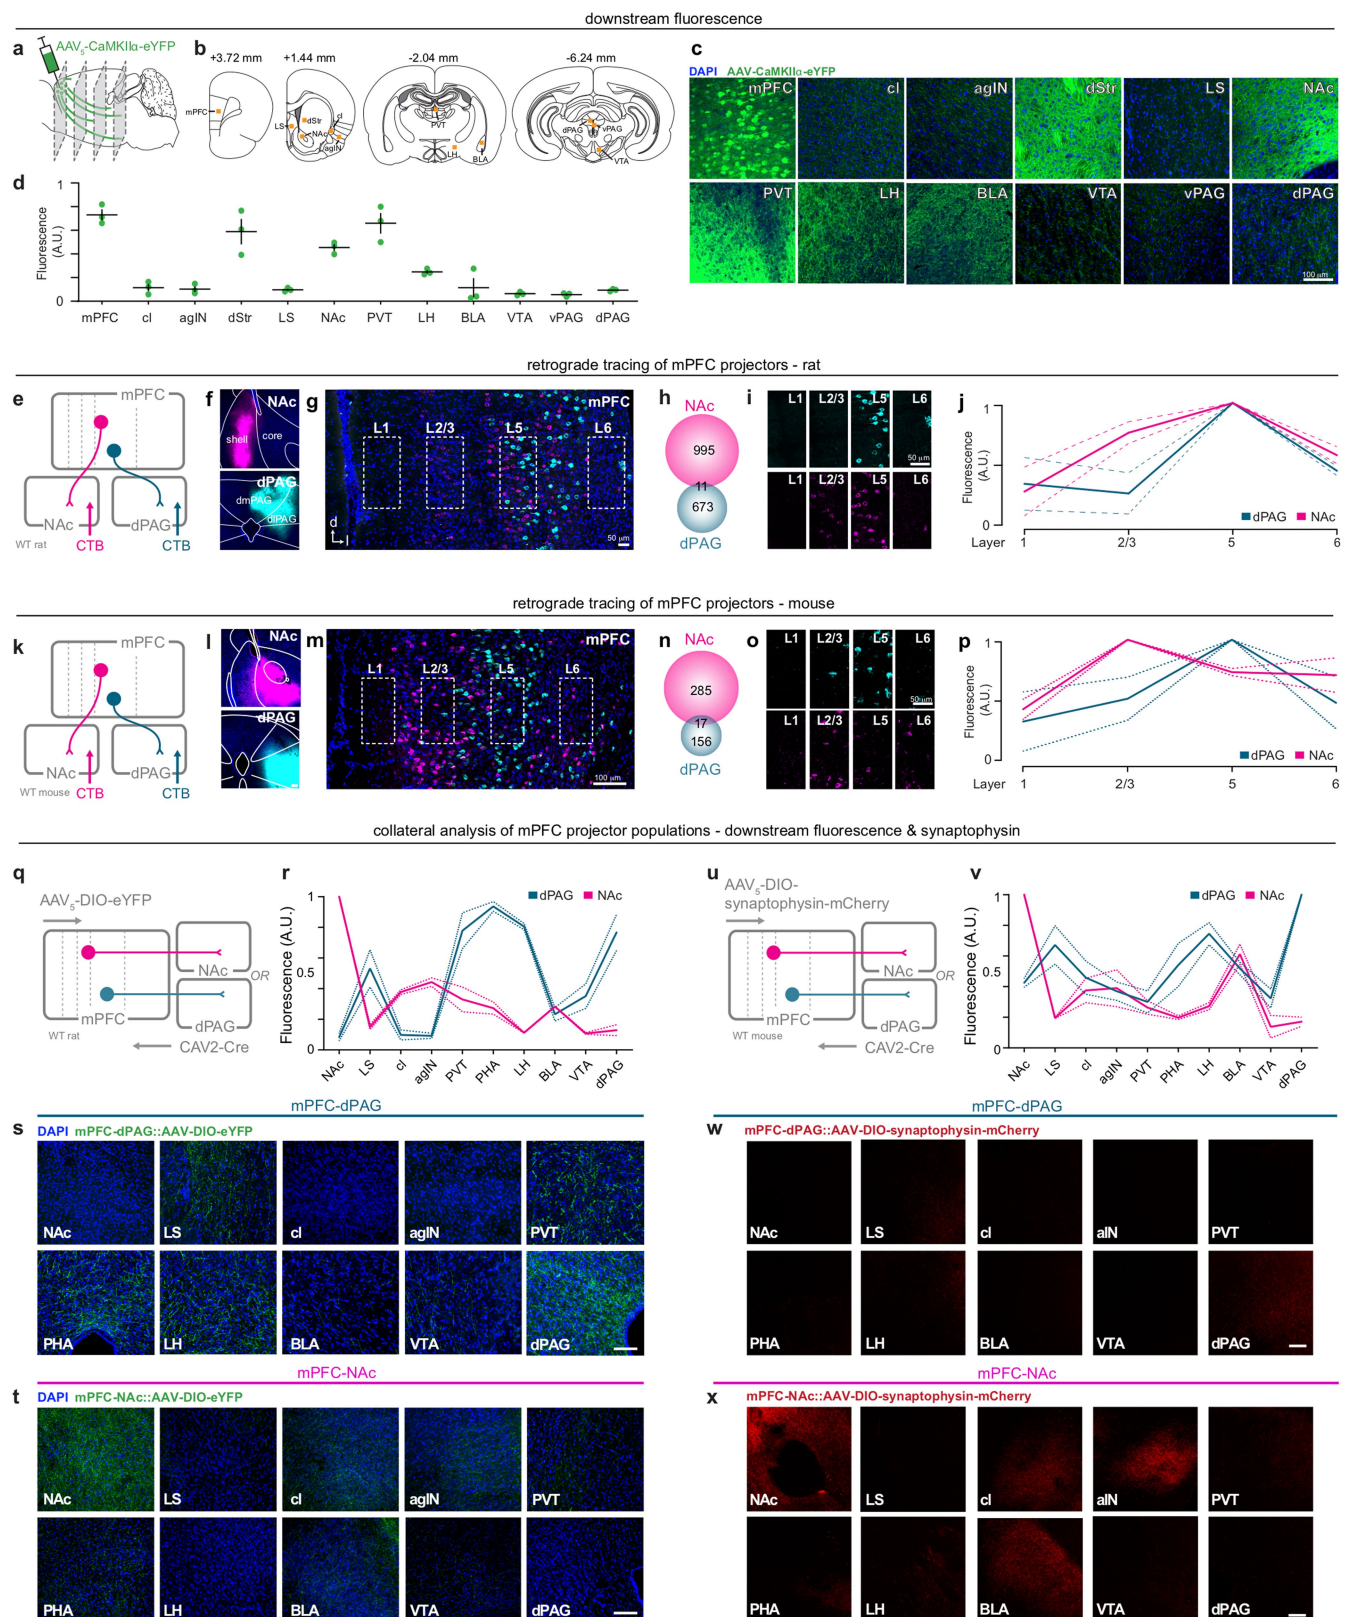 downstream fluorescence
a
AAV5-CaMKIIα-eYFP
b
+3.72 mm
+1.44 mm
-2.04 mm
-6.24 mm
mPFC
LS
dStr
cl
NAc
agIN
PVT
LH
BLA
dPAG
vPAG
VTA
c
DAPI AAV-CaMKIIα-eYFP
mPFC
cl
agIN
dStr
LS
NAc
PVT
LH
BLA
VTA
vPAG
dPAG
100 μm
d
Fluorescence
(A.U.)
1
0
mPFC cl agIN dStr LS NAc PVT LH BLA VTA vPAG dPAG
retrograde tracing of mPFC projectors - rat
e
mPFC
NAc
dPAG
WT rat
CTB
CTB
f
NAc
shell
core
dPAG
dmPAG
dlPAG
g
mPFC
L1
L2/3
L5
L6
d
l
50 μm
h
NAc
995
11
673
dPAG
i
L1
L2/3
L5
L6
50 μm
L1
L2/3
L5
L6
j
1
0
Fluorescence
(A.U.)
dPAG
NAc
Layer 1 2/3 5 6
retrograde tracing of mPFC projectors - mouse
k
mPFC
NAc
dPAG
WT mouse
CTB
CTB
l
NAc
dPAG
m
mPFC
L1
L2/3
L5
L6
100 μm
n
NAc
285
17
156
dPAG
o
L1
L2/3
L5
L6
50μm
L1
L2/3
L5
L6
p
1
0
Fluorescence
(A.U.)
dPAG
NAc
Layer 1 2/3 5 6
collateral analysis of mPFC projector populations - downstream fluorescence & synaptophysin
q
AAV5-DIO-eYFP
NAc
OR
dPAG
mPFC
WT rat
CAV2-Cre
r
1
0.5
0
Fluorescence (A.U.)
dPAG
NAc
NAc LS cl agIN PVT PHA LH BLA VTA dPAG
u
AAV5-DIO-
synaptophysin-mCherry
NAc
OR
dPAG
mPFC
WT mouse
CAV2-Cre
v
1
0.5
0
Fluorescence (A.U.)
dPAG
NAc
NAc LS cl agIN PVT PHA LH BLA VTA dPAG
mPFC-dPAG
s
DAPI mPFC-dPAG::AAV-DIO-eYFP
NAc
LS
cl
agIN
PVT
PHA
LH
BLA
VTA
dPAG
mPFC-dPAG
w
mPFC-dPAG::AAV-DIO-synaptophysin-mCherry
NAc
LS
cl
aIN
PVT
PHA
LH
BLA
VTA
dPAG
mPFC-NAc
t
DAPI mPFC-NAc::AAV-DIO-eYFP
NAc
LS
cl
agIN
PVT
PHA
LH
BLA
VTA
dPAG
mPFC-NAc
x
mPFC-NAc::AAV-DIO-synaptophysin-mCherry
NAc
LS
cl
aIN
PVT
PHA
LH
BLA
VTA
dPAG